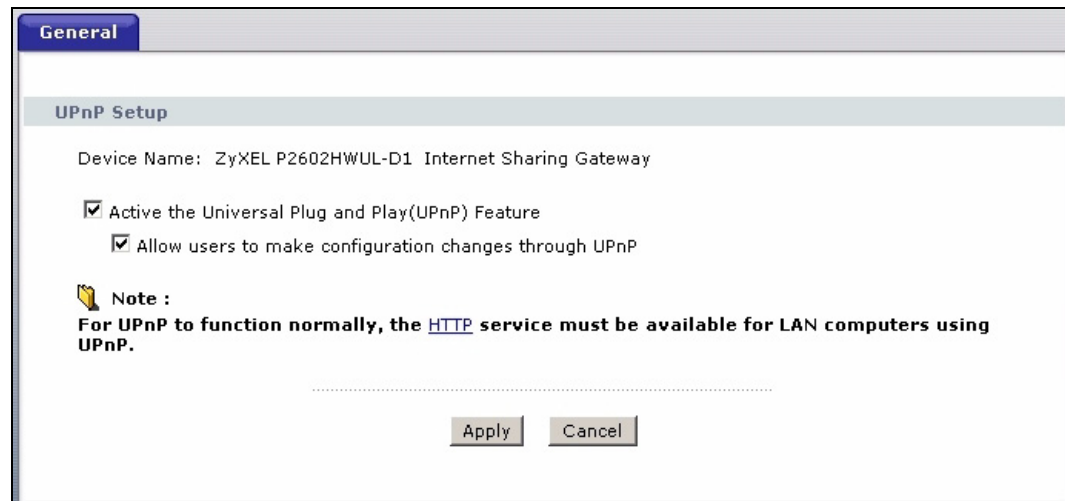 General
UPnP Setup
Device Name: ZyXEL P2602HWUL-D1 Internet Sharing Gateway
Active the Universal Plug and Play(UPnP) Feature
Allow users to make configuration changes through UPnP
Note :
For UPnP to function normally, the HTTP service must be available for LAN computers using
UPnP.
Apply Cancel